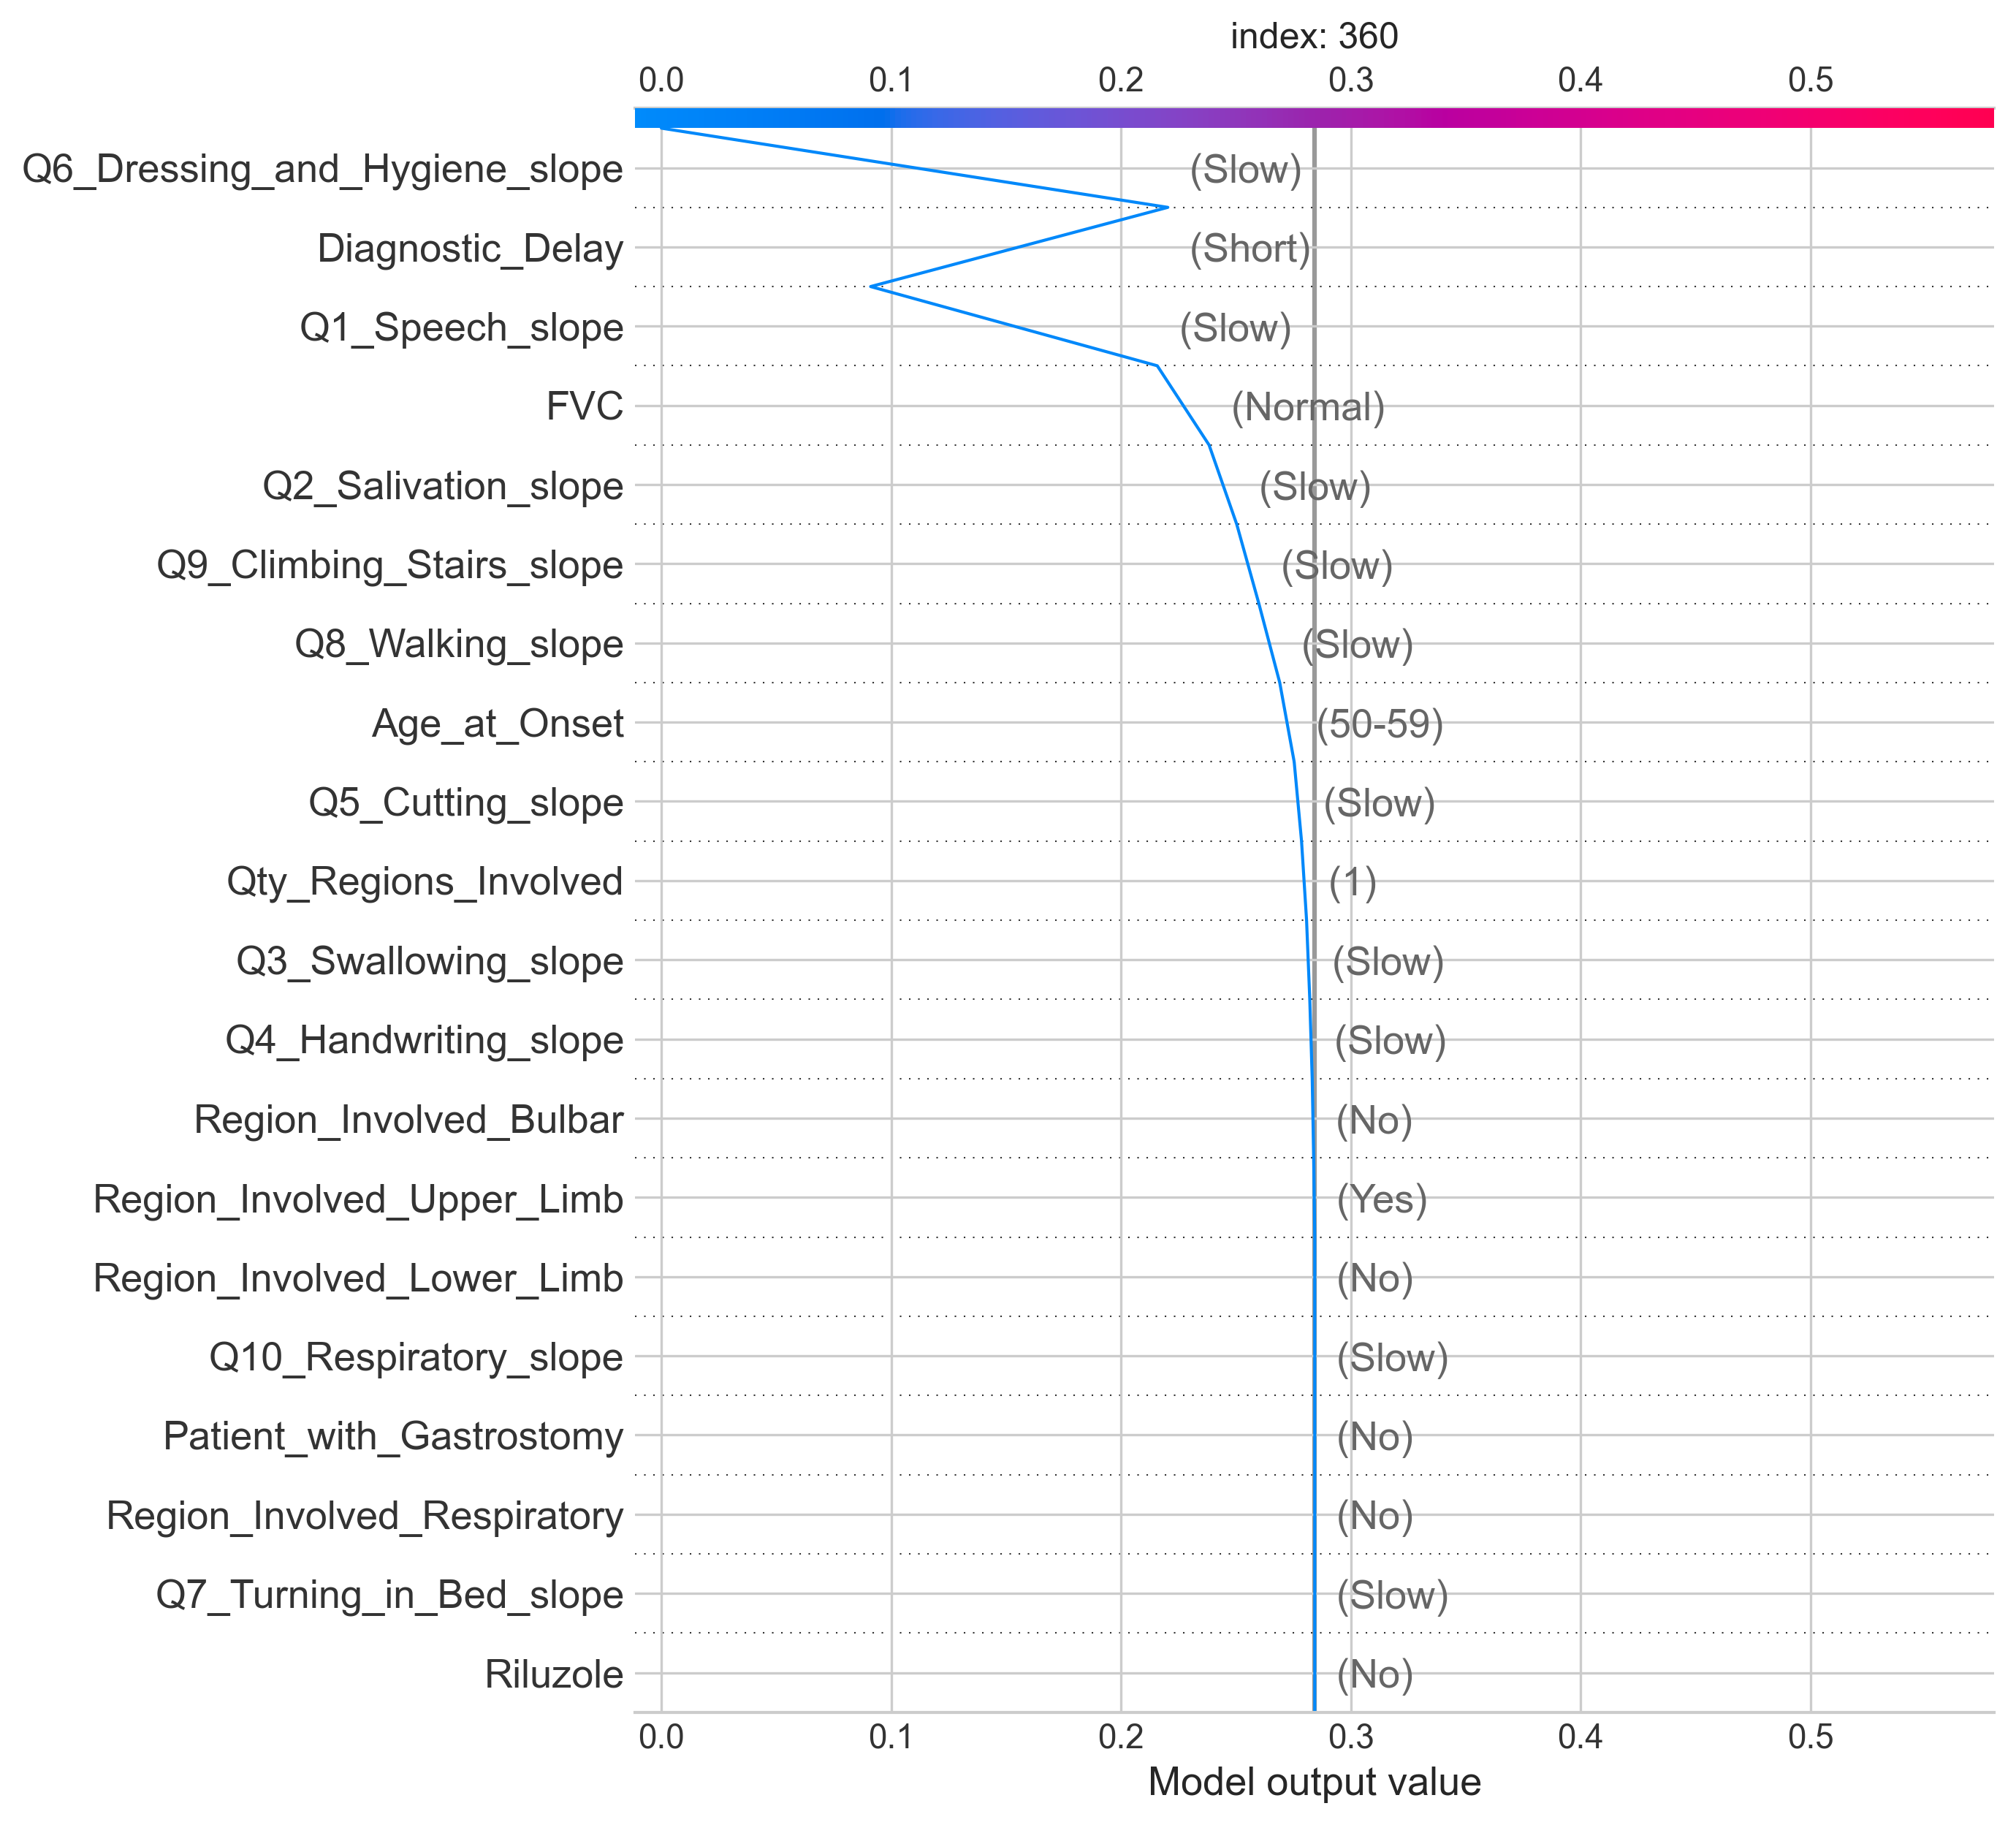 index: 360
0.0 0.1 0.2 0.3 0.4 0.5
Q6_Dressing_and_Hygiene_slope (Slow)
Diagnostic_Delay (Short)
Q1_Speech_slope (Slow)
FVC (Normal)
Q2_Salivation_slope (Slow)
Q9_Climbing_Stairs_slope (Slow)
Q8_Walking_slope (Slow)
Age_at_Onset (50-59)
Q5_Cutting_slope (Slow)
Qty_Regions_Involved (1)
Q3_Swallowing_slope (Slow)
Q4_Handwriting_slope (Slow)
Region_Involved_Bulbar (No)
Region_Involved_Upper_Limb (Yes)
Region_Involved_Lower_Limb (No)
Q10_Respiratory_slope (Slow)
Patient_with_Gastrostomy (No)
Region_Involved_Respiratory (No)
Q7_Turning_in_Bed_slope (Slow)
Riluzole (No)
0.0 0.1 0.2 0.3 0.4 0.5
Model output value